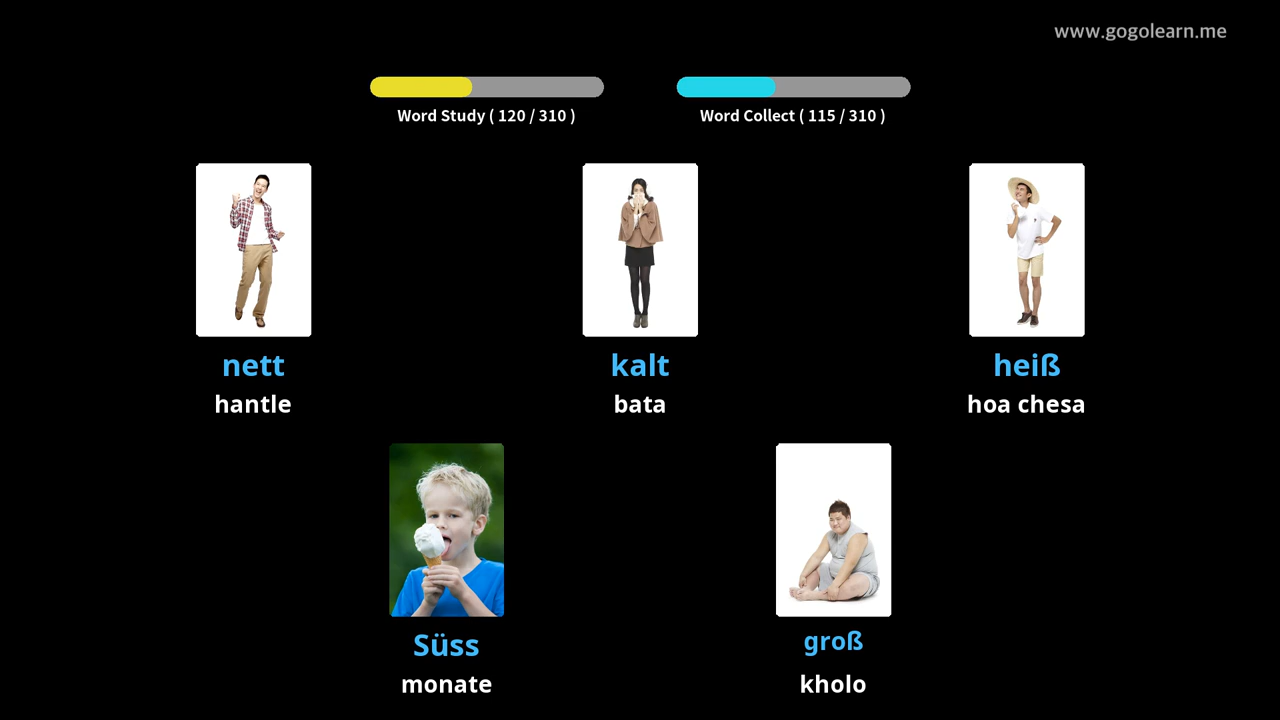 www.gogolearn.me
Word Study ( 120 / 310 )
Word Collect ( 115 / 310 )
nett
hantle
kalt
bata
heiß
hoa chesa
Süss
monate
groß
kholo